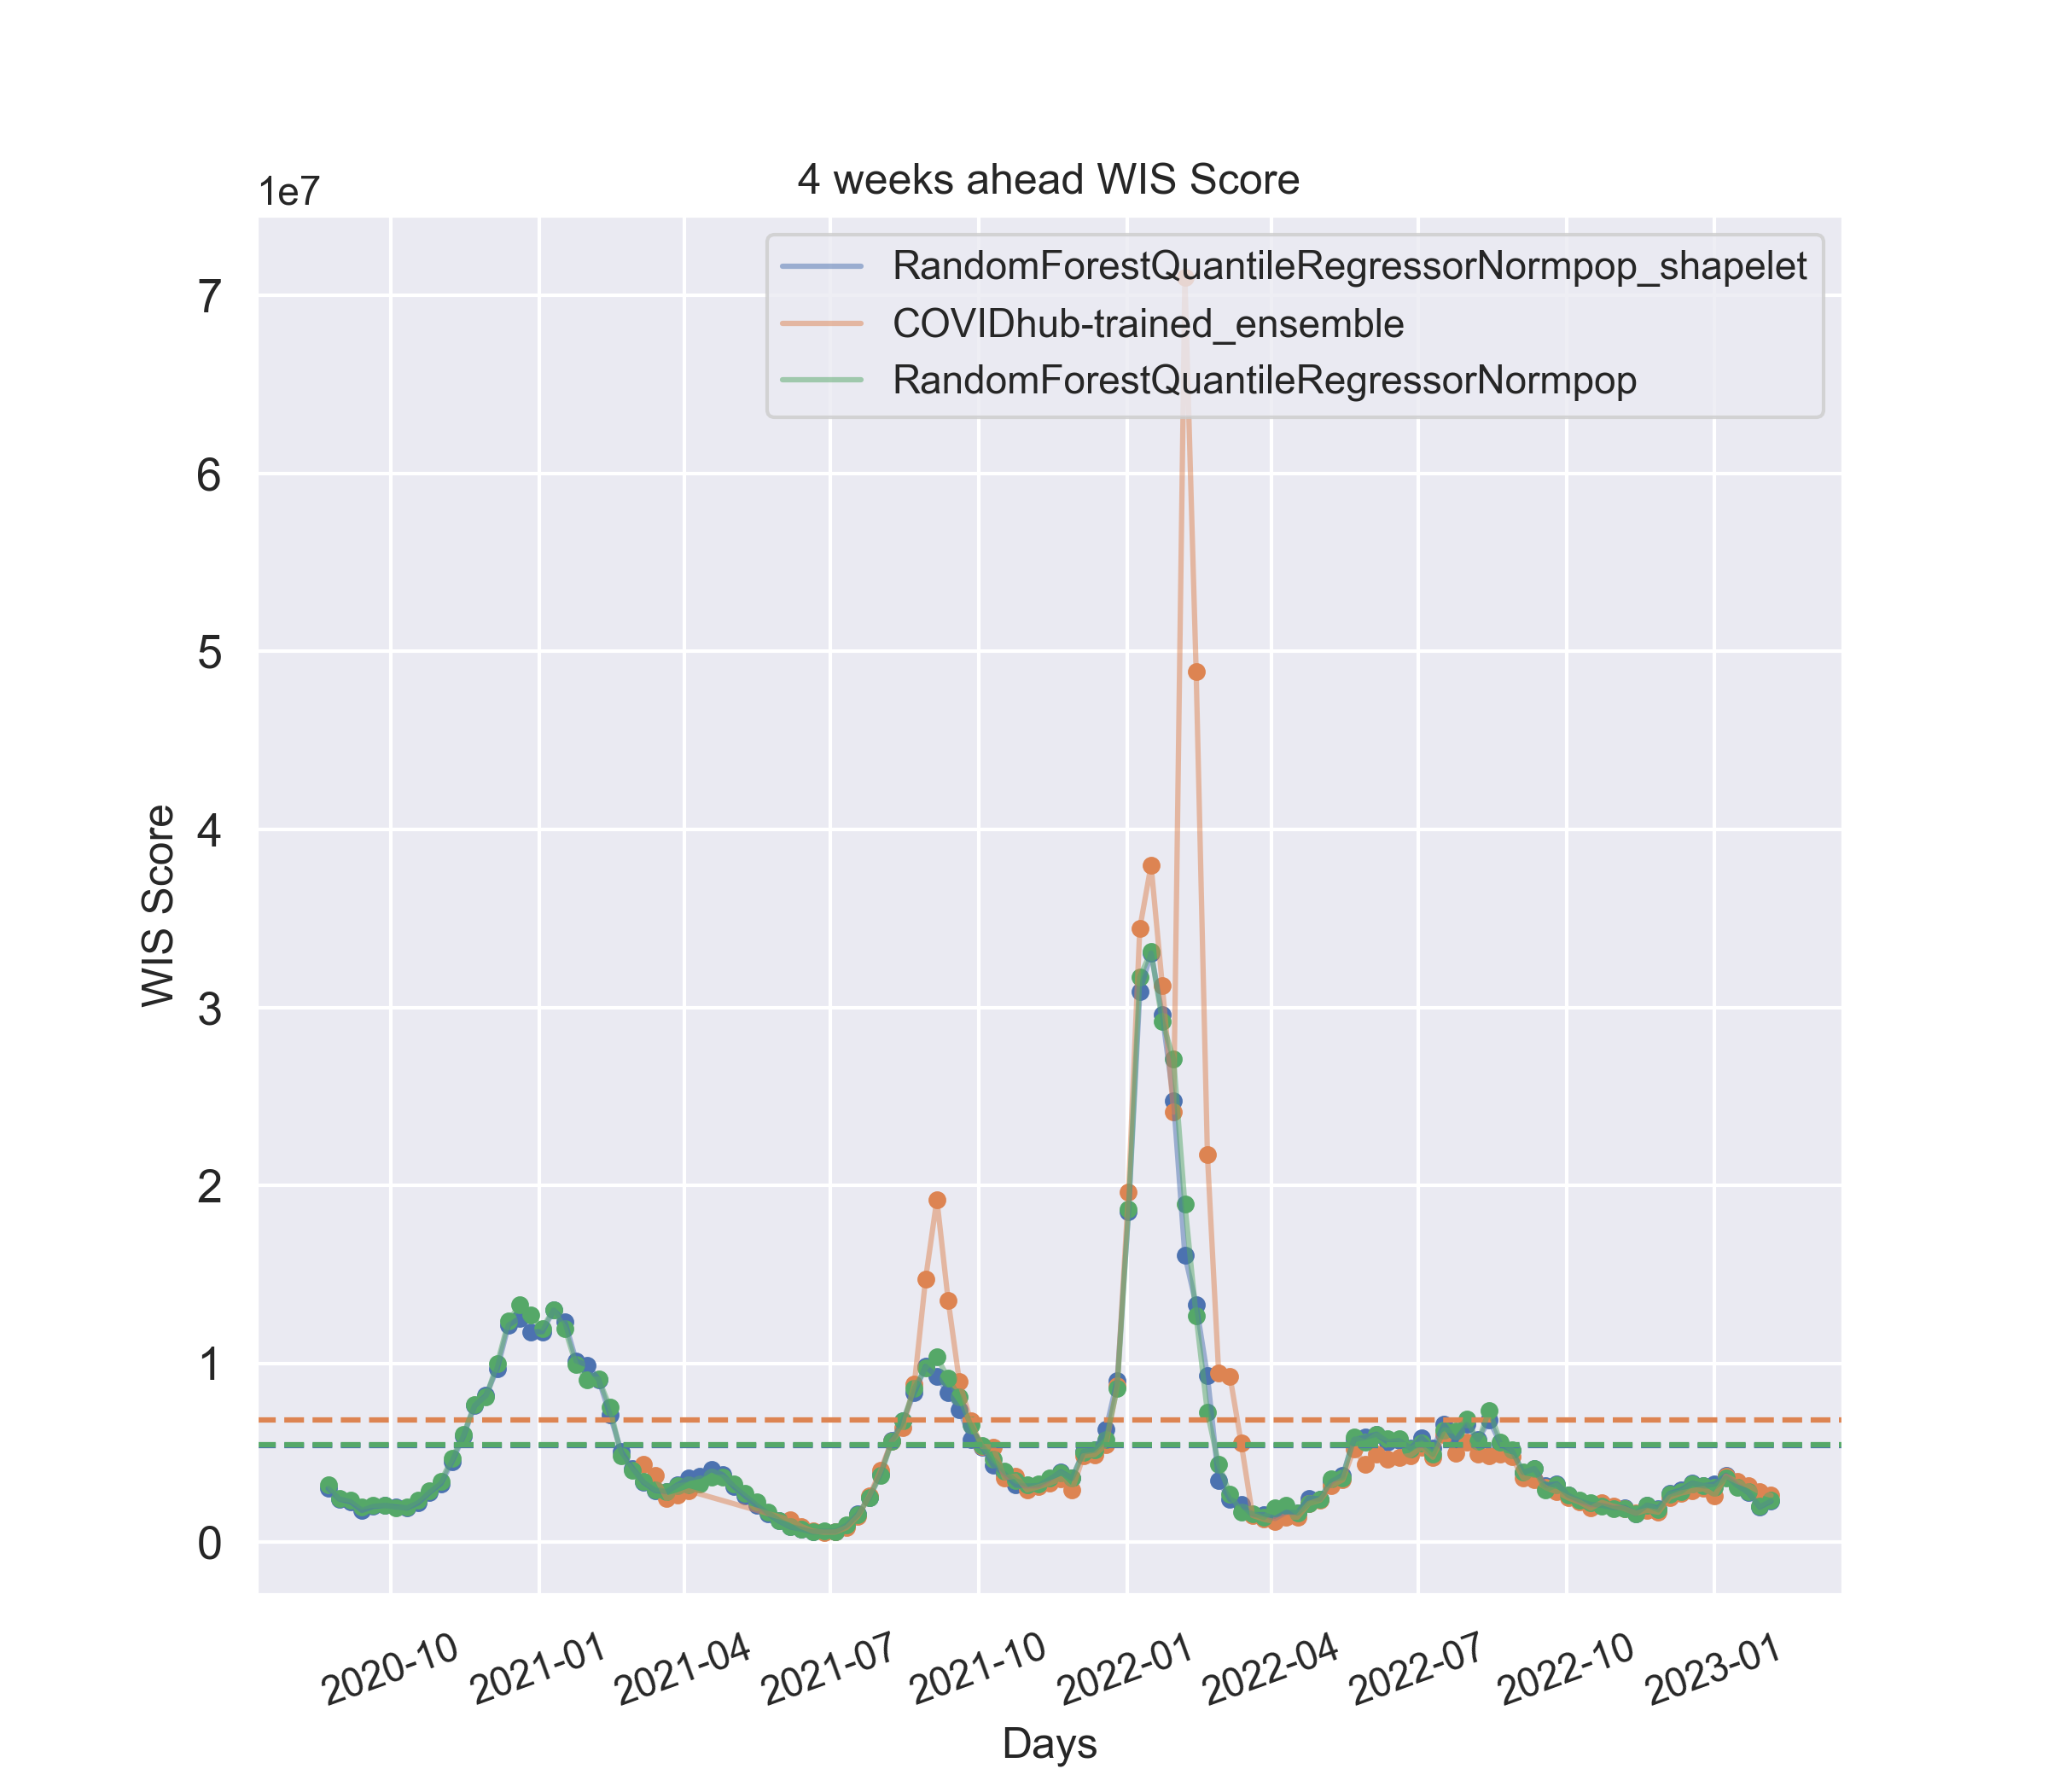 4 weeks ahead WIS Score
1e7
RandomForestQuantileRegressorNormpop_shapelet
COVIDhub-trained_ensemble
RandomForestQuantileRegressorNormpop
7
6
5
4
3
2
1
0
WIS Score
2020-10
2021-01
2021-04
2021-07
2021-10
2022-01
2022-04
2022-07
2022-10
2023-01
Days